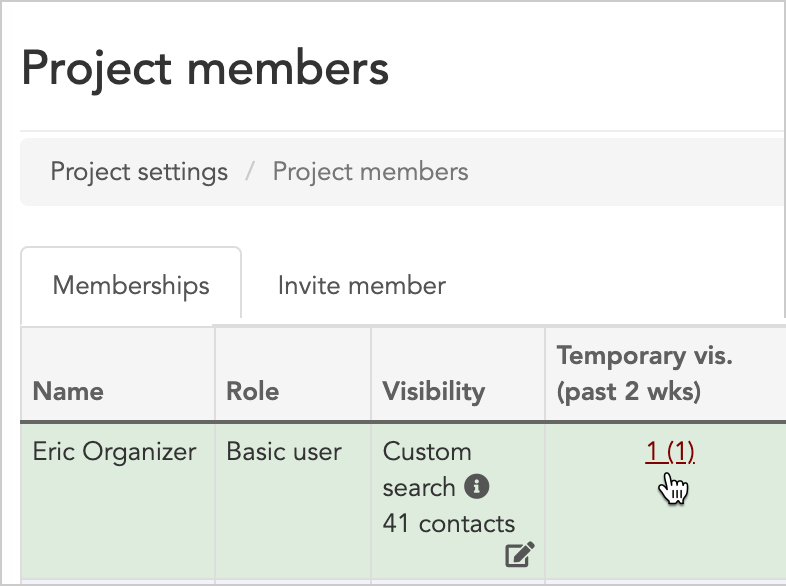 Project members
Project settings / Project members
Memberships
Invite member
Name
Role
Visibility
Temporary vis.
(past 2 wks)
Eric Organizer
Basic user
Custom
search
41 contacts
1 (1)